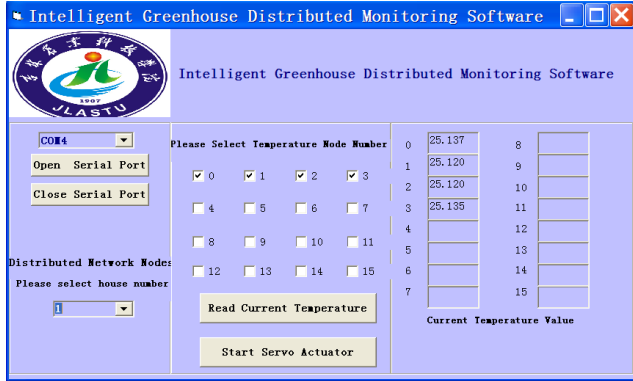 Intelligent Greenhouse Distributed Monitoring Software
1907
JLASTU
Intelligent Greenhouse Distributed Monitoring Software
COM4
Open Serial Port
Close Serial Port
Distributed Network Nodes
Please select house number
1
Please Select Temperature Node Number
0 1 2 3
4 5 6 7
8 9 10 11
12 13 14 15
Read Current Temperature
Start Servo Actuator
0 25.137 8
1 25.120 9
2 25.120 10
3 25.135 11
4 12
5 13
6 14
7 15
Current Temperature Value